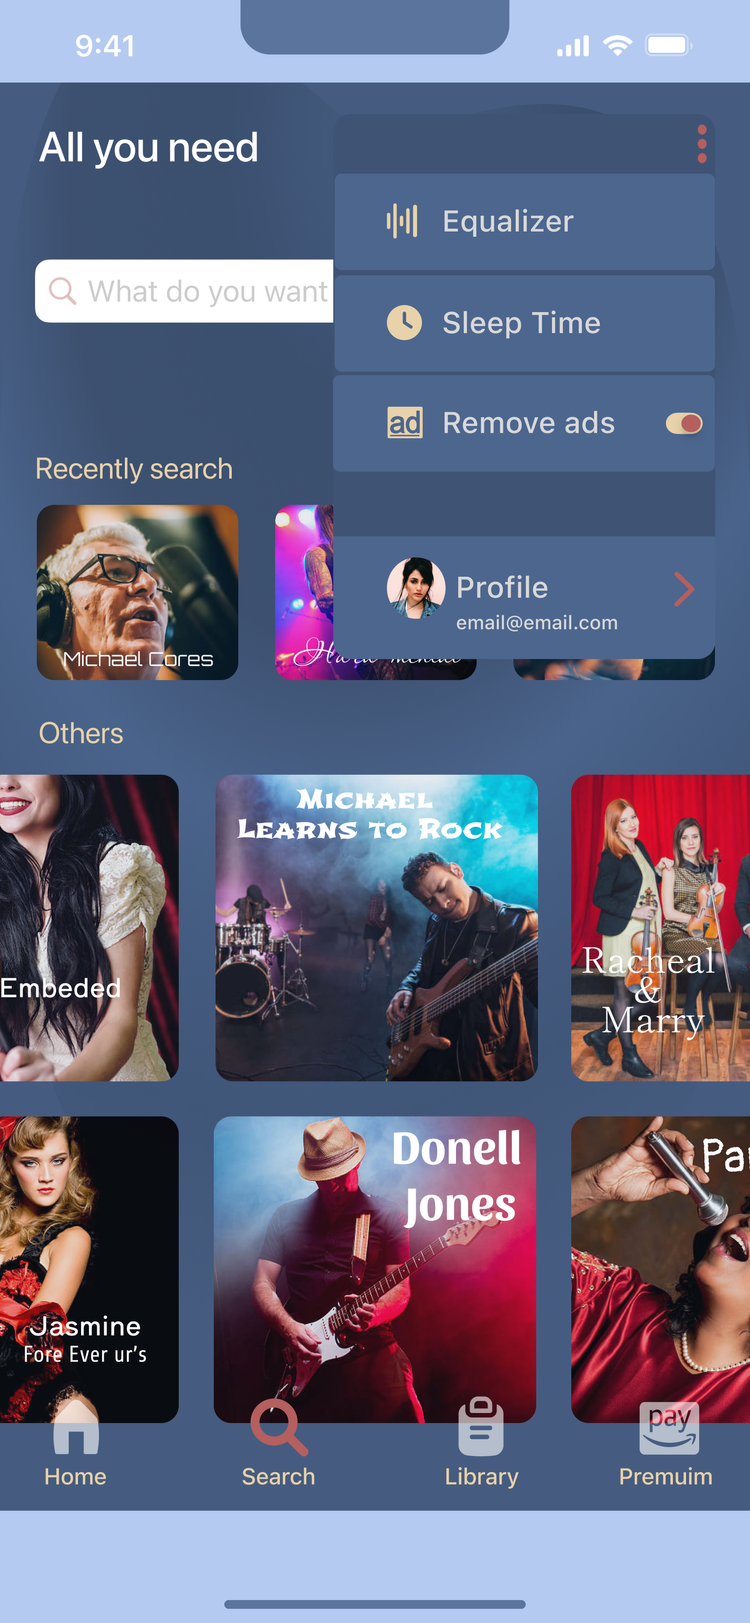 9:41
All you need
Equalizer
What do you want
Sleep Time
ad
Remove ads
Recently search
Profile
email@email.com
Michael Cores
Others
Michael
Learns to Rock
Embeded
Racheal
&
Marry
Donell
Jones
Pa
Jasmine
Fore Ever ur's
pay
Home
Search
Library
Premuim